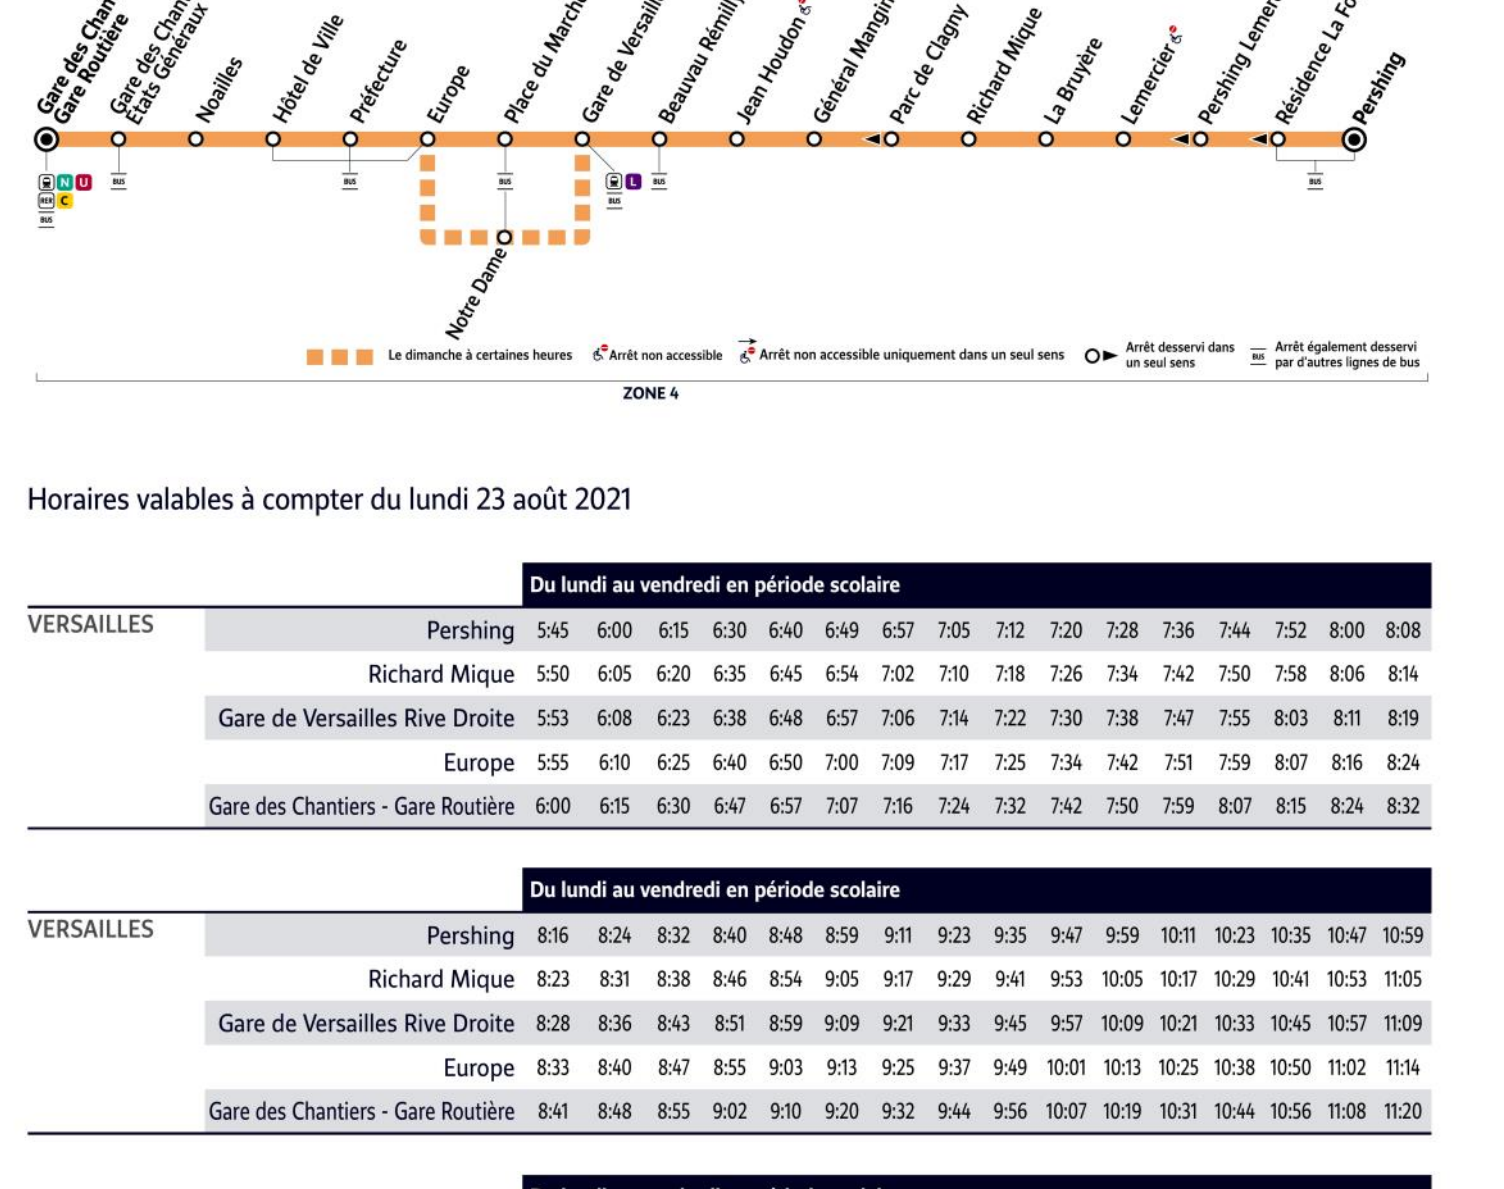 Gare Routière
États Généraux
Noailles
Hôtel de Ville
Préfecture
Europe
Place du
Gare de
Beauvau
Jean Houdon
Général Mangin
Parc de Clagny
Richard Mique
La Bruyère
Lemercier
Pershing
Résidence La
Pershing
N U
RER C
BUS
BUS
BUS
BUS
L
BUS
BUS
BUS
Notre Dame
Le dimanche à certaines heures
Arrêt non accessible
Arrêt non accessible uniquement dans un seul sens
Arrêt desservi dans
un seul sens
BUS
Arrêt également desservi
par d'autres lignes de bus
ZONE 4
Horaires valables à compter du lundi 23 août 2021
Du lundi au vendredi en période scolaire
VERSAILLES
Pershing 5:45 6:00 6:15 6:30 6:40 6:49 6:57 7:05 7:12 7:20 7:28 7:36 7:44 7:52 8:00 8:08
Richard Mique 5:50 6:05 6:20 6:35 6:45 6:54 7:02 7:10 7:18 7:26 7:34 7:42 7:50 7:58 8:06 8:14
Gare de Versailles Rive Droite 5:53 6:08 6:23 6:38 6:48 6:57 7:06 7:14 7:22 7:30 7:38 7:47 7:55 8:03 8:11 8:19
Europe 5:55 6:10 6:25 6:40 6:50 7:00 7:09 7:17 7:25 7:34 7:42 7:51 7:59 8:07 8:16 8:24
Gare des Chantiers - Gare Routière 6:00 6:15 6:30 6:47 6:57 7:07 7:16 7:24 7:32 7:42 7:50 7:59 8:07 8:15 8:24 8:32
Du lundi au vendredi en période scolaire
VERSAILLES
Pershing 8:16 8:24 8:32 8:40 8:48 8:59 9:11 9:23 9:35 9:47 9:59 10:11 10:23 10:35 10:47 10:59
Richard Mique 8:23 8:31 8:38 8:46 8:54 9:05 9:17 9:29 9:41 9:53 10:05 10:17 10:29 10:41 10:53 11:05
Gare de Versailles Rive Droite 8:28 8:36 8:43 8:51 8:59 9:09 9:21 9:33 9:45 9:57 10:09 10:21 10:33 10:45 10:57 11:09
Europe 8:33 8:40 8:47 8:55 9:03 9:13 9:25 9:37 9:49 10:01 10:13 10:25 10:38 10:50 11:02 11:14
Gare des Chantiers - Gare Routière 8:41 8:48 8:55 9:02 9:10 9:20 9:32 9:44 9:56 10:07 10:19 10:31 10:44 10:56 11:08 11:20